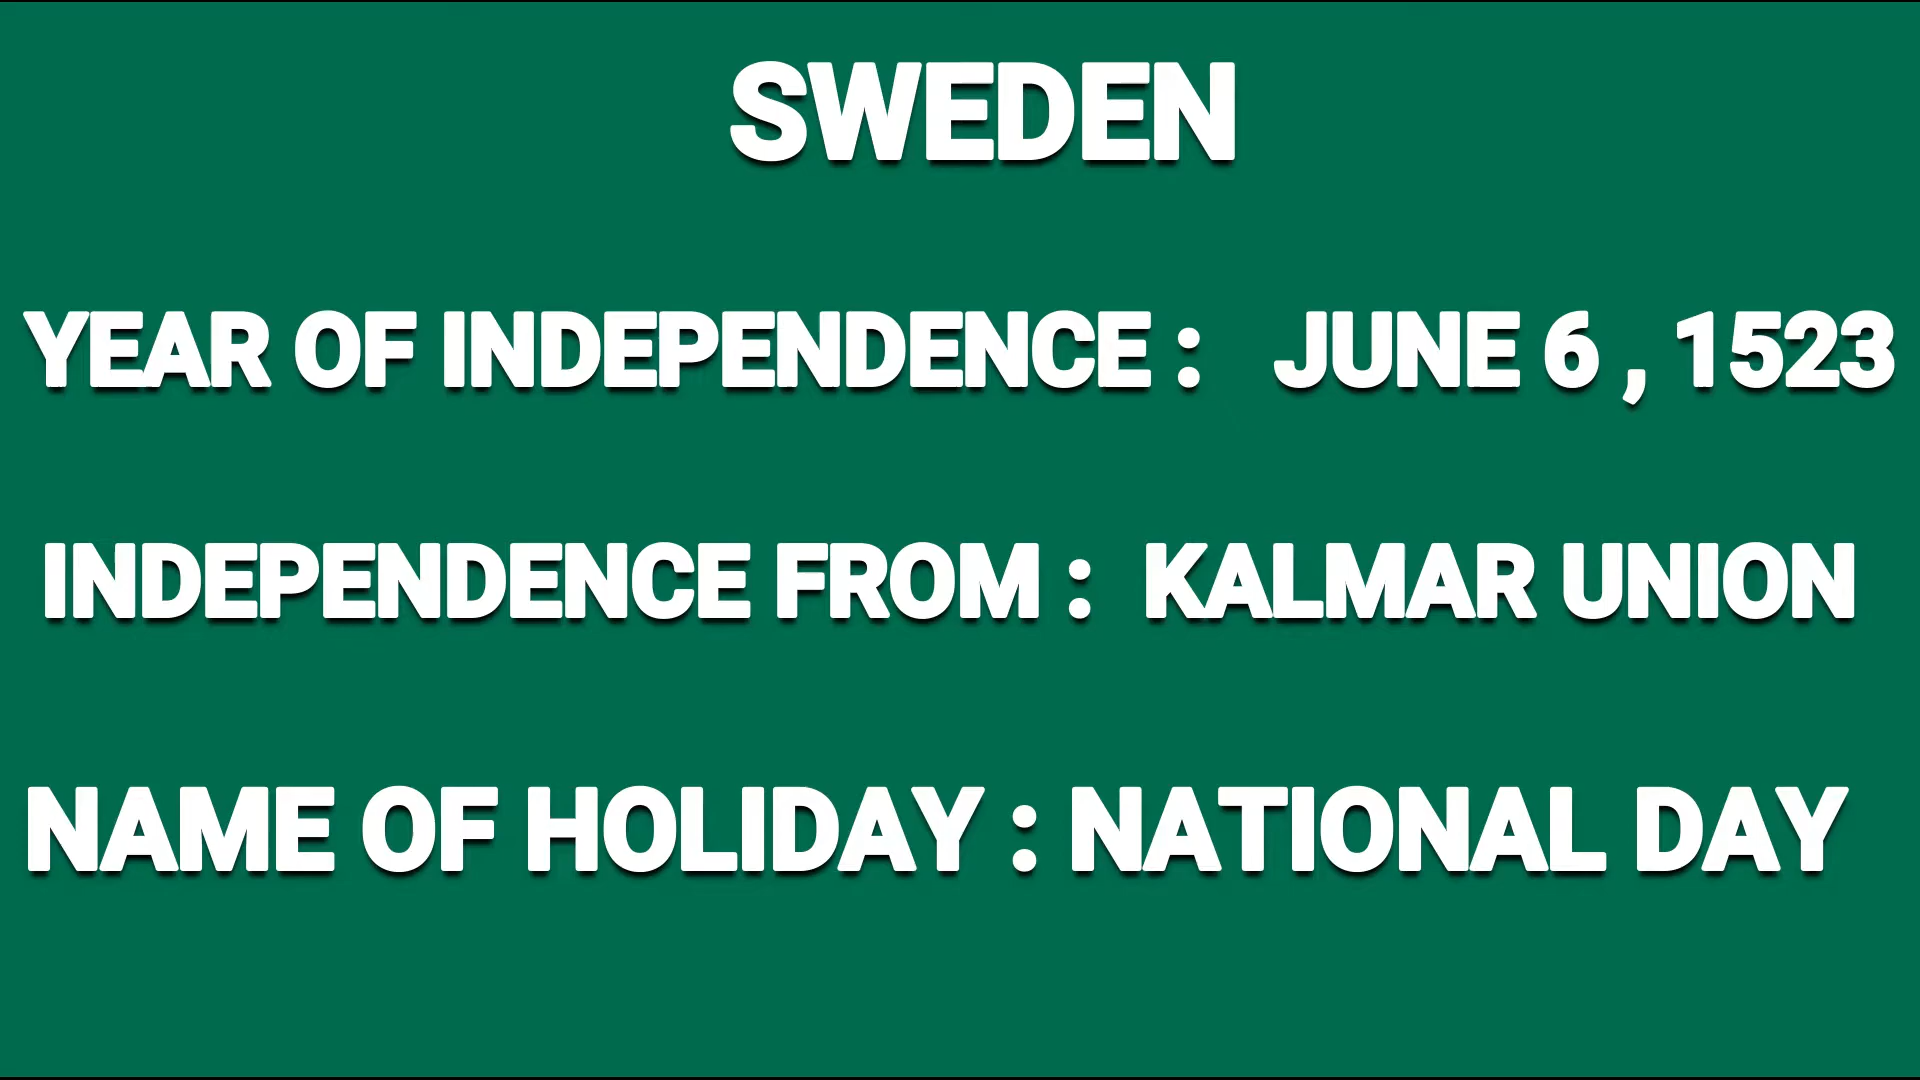 SWEDEN
YEAR OF INDEPENDENCE : JUNE 6 , 1523
INDEPENDENCE FROM : KALMAR UNION
NAME OF HOLIDAY : NATIONAL DAY